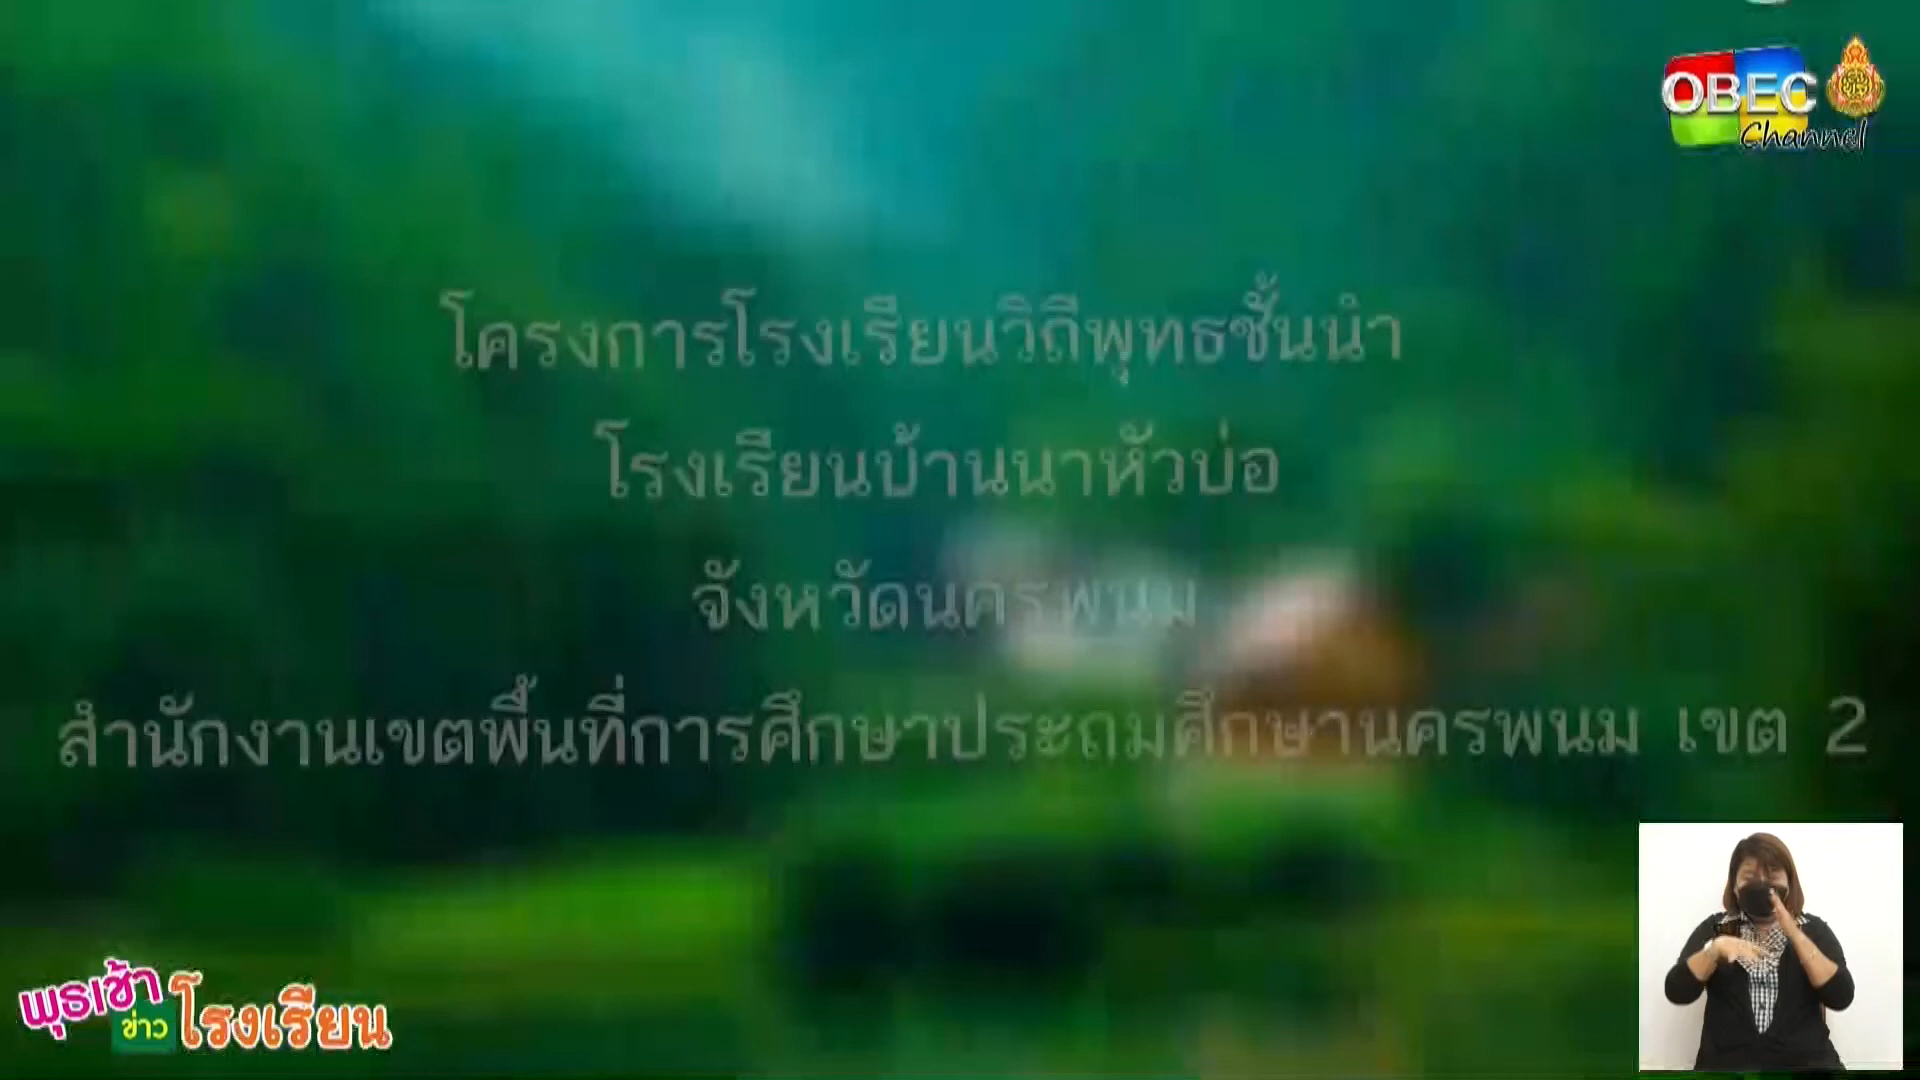 OBEC
Channel
โครงการโรงเรียนวิถีพุทธชั้นนำ
โรงเรียนบ้านนาหัวบ่อ
จังหวัดนครพนม
สำนักงานเขตพื้นที่การศึกษาประถมศึกษานครพนม เขต 2
พุธเช้า
ข่าว
โรงเรียน